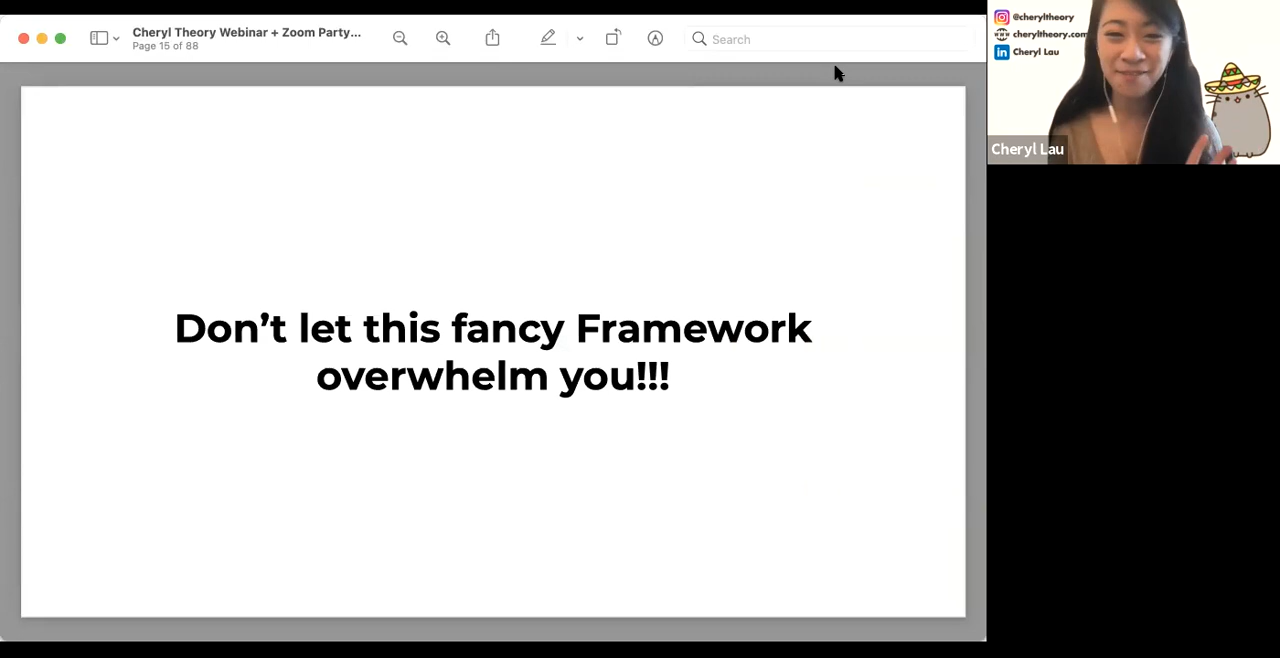 Cheryl Theory Webinar + Zoom Party...
Page 15 of 88
Search
@cheryltheory
cheryltheory.com
Cheryl Lau
Cheryl Lau
Don’t let this fancy Framework
overwhelm you!!!